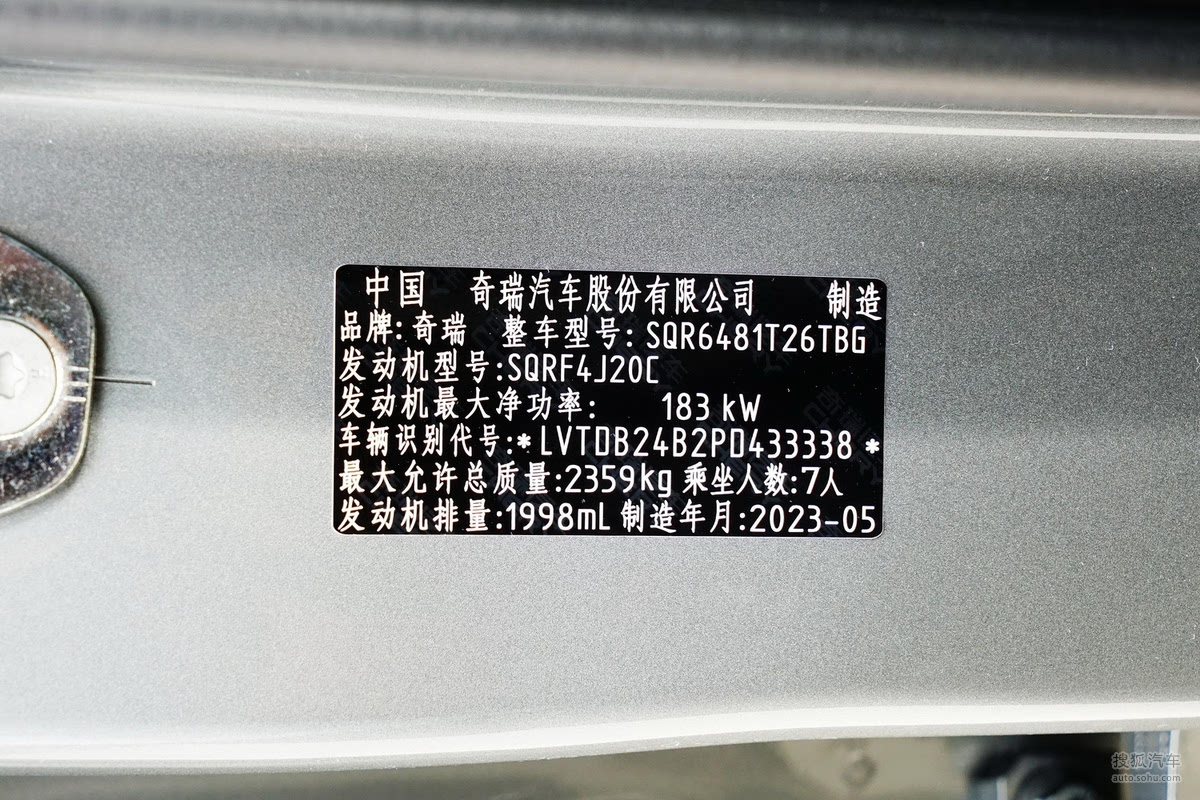 中国 奇瑞汽车股份有限公司 制造
品牌:奇瑞 整车型号:SQR6481T26TBG
发动机型号:SQRF4J20C
发动机最大净功率: 183 kW
车辆识别代号:*LVTDB24B2PD433338*
最大允许总质量:2359kg 乘坐人数:7人
发动机排量:1998mL 制造年月:2023-05
搜狐汽车
auto.sohu.com